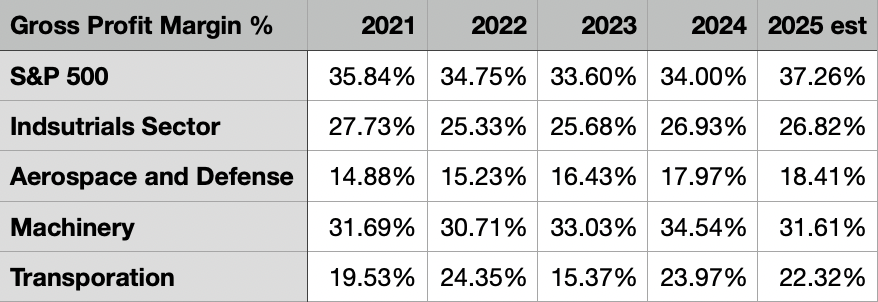 Gross Profit Margin % 2021 2022 2023 2024 2025 est
S&P 500 35.84% 34.75% 33.60% 34.00% 37.26%
Indsutrials Sector 27.73% 25.33% 25.68% 26.93% 26.82%
Aerospace and Defense 14.88% 15.23% 16.43% 17.97% 18.41%
Machinery 31.69% 30.71% 33.03% 34.54% 31.61%
Transporation 19.53% 24.35% 15.37% 23.97% 22.32%